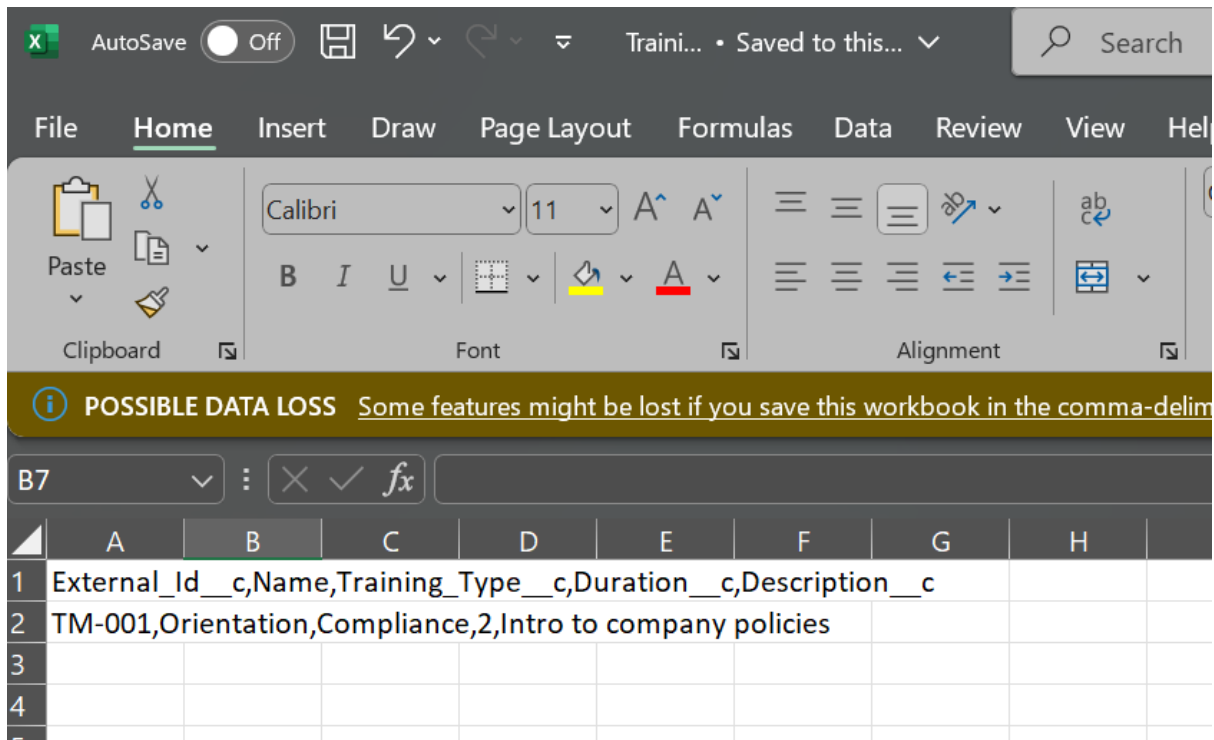 AutoSave Off Traini... • Saved to this... Search
File Home Insert Draw Page Layout Formulas Data Review View Hel
Calibri 11
Paste
B I U
Clipboard Font Alignment
POSSIBLE DATA LOSS Some features might be lost if you save this workbook in the comma-delim
B7 fx
A B C D E F G H
1 External_Id__c,Name,Training_Type__c,Duration__c,Description__c
2 TM-001,Orientation,Compliance,2,Intro to company policies
3
4